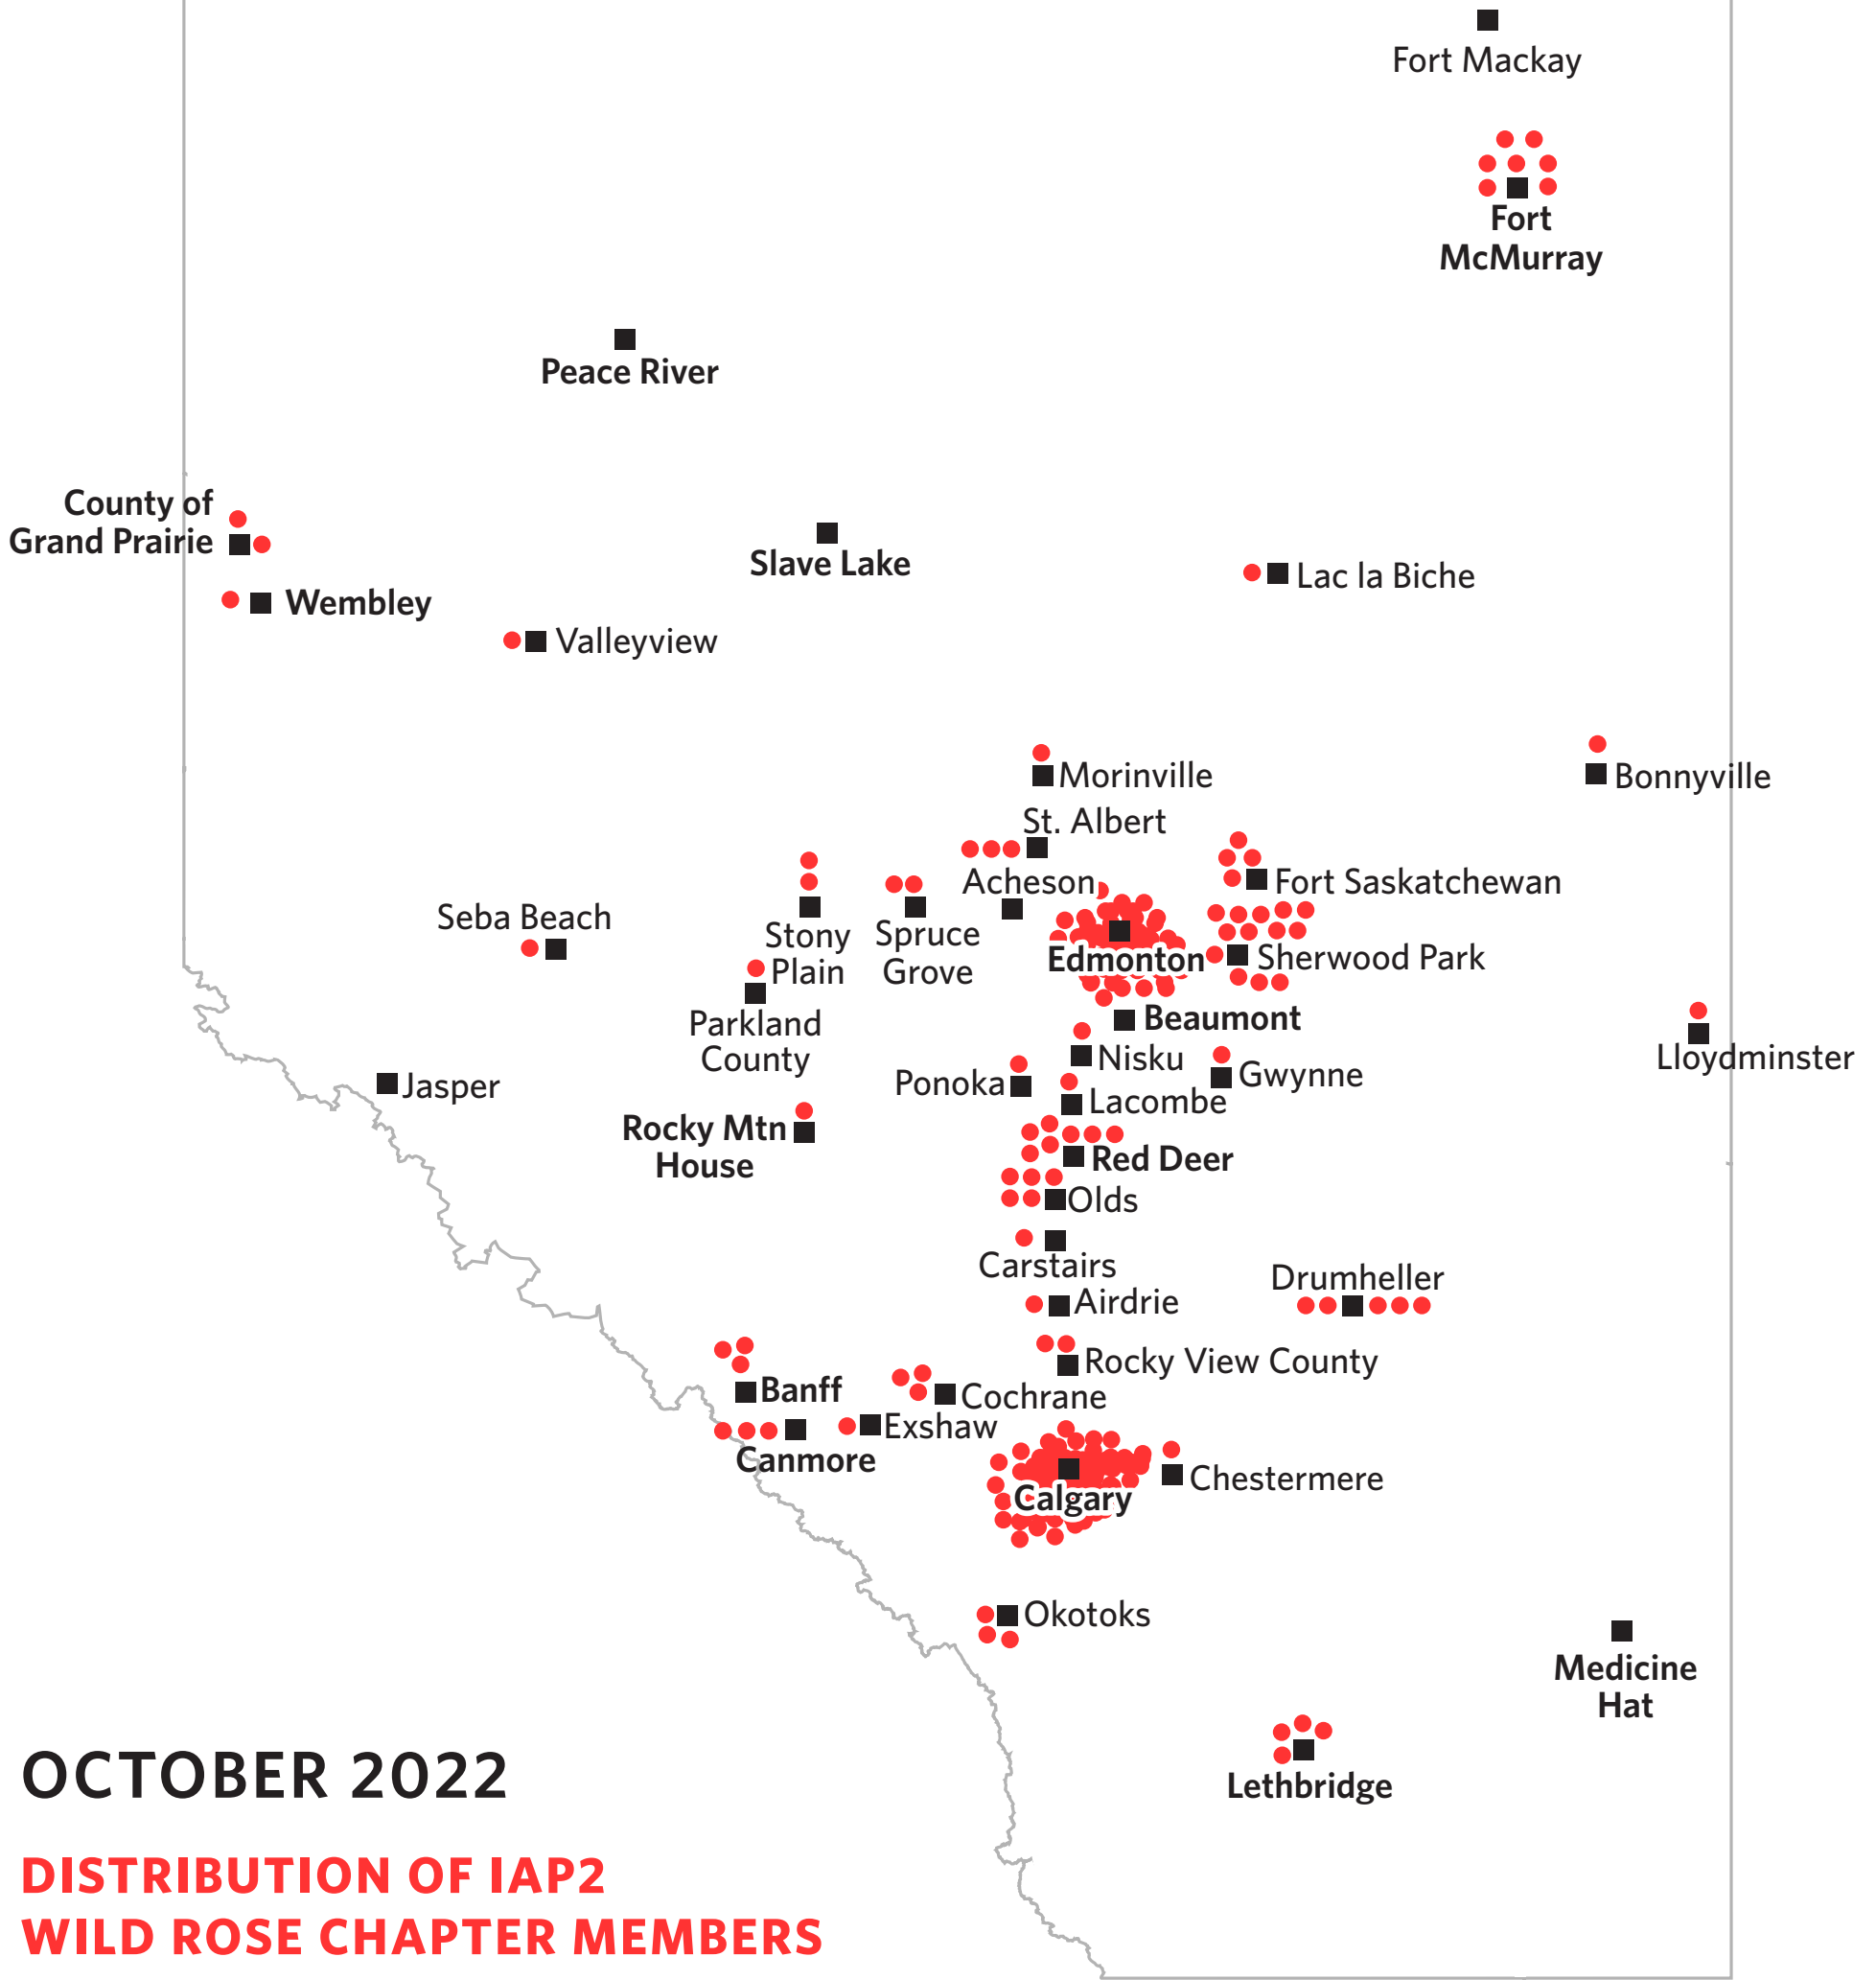 Fort Mackay
Fort
McMurray
Peace River
County of
Grand Prairie
Slave Lake
Lac la Biche
Wembley
Valleyview
Morinville
Bonnyville
St. Albert
Acheson
Fort Saskatchewan
Seba Beach
Stony
Plain
Spruce
Grove
Edmonton
Sherwood Park
Parkland
County
Beaumont
Lloydminster
Nisku
Gwynne
Ponoka
Jasper
Lacombe
Rocky Mtn
House
Red Deer
Olds
Carstairs
Drumheller
Airdrie
Rocky View County
Banff
Cochrane
Exshaw
Canmore
Chestermere
Calgary
Okotoks
Medicine
Hat
Lethbridge
OCTOBER 2022
DISTRIBUTION OF IAP2
WILD ROSE CHAPTER MEMBERS